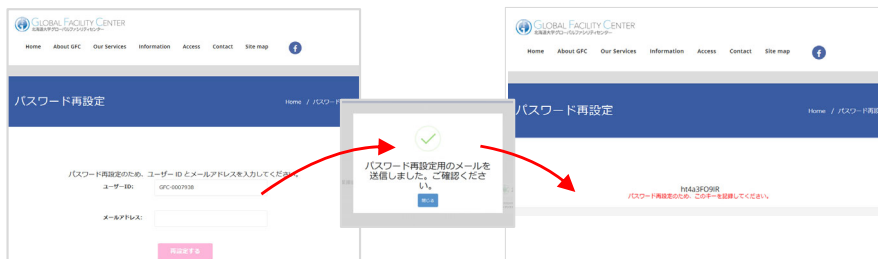 GLOBAL FACILITY CENTER
北海道大学グローバルファシリティセンター
Home About GFC Our Services Information Access Contact Site map
パスワード再設定
Home / パスワード
パスワード再設定のため、ユーザー ID とメールアドレスを入力してください。
ユーザーID:
GFC-0007938
メールアドレス:
再設定する
パスワード再設定用のメールを
送信しました。ご確認くださ
い。
閉じる
GLOBAL FACILITY CENTER
北海道大学グローバルファシリティセンター
Home About GFC Our Services Information Access Contact Site map
パスワード再設定
Home / パスワード再設
ht4a3FO9IR
パスワード再設定のため、このキーを記録してください。